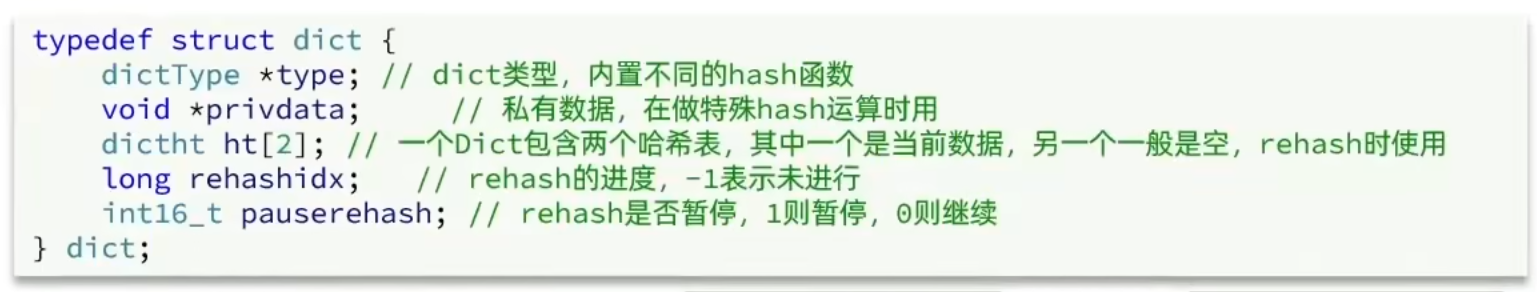 typedef struct dict {
    dictType *type; // dict类型，内置不同的hash函数
    void *privdata;     // 私有数据，在做特殊hash运算时用
    dictht ht[2]; // 一个Dict包含两个哈希表，其中一个是当前数据，另一个一般是空，rehash时使用
    long rehashidx;   // rehash的进度，-1表示未进行
    int16_t pauserehash; // rehash是否暂停，1则暂停，0则继续
} dict;